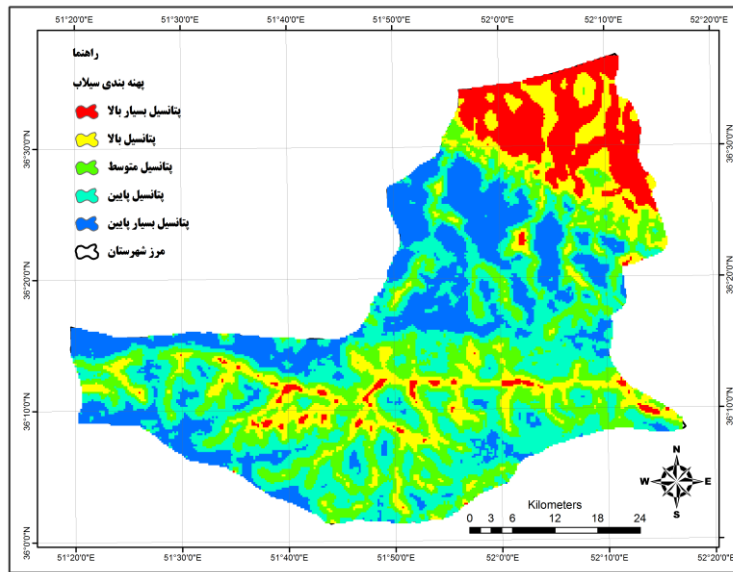 51°20'0"E 51°30'0"E 51°40'0"E 51°50'0"E 52°0'0"E 52°10'0"E 52°20'0"E
راهنما
پهنه بندی سیلاب
پتانسیل بسیار بالا
پتانسیل بالا
پتانسیل متوسط
پتانسیل پایین
پتانسیل بسیار پایین
مرز شهرستان
36°30'0"N 36°30'0"N
36°20'0"N 36°20'0"N
36°10'0"N 36°10'0"N
36°0'0"N 36°0'0"N
N
W E
S
Kilometers
0 3 6 12 18 24
51°20'0"E 51°30'0"E 51°40'0"E 51°50'0"E 52°0'0"E 52°10'0"E